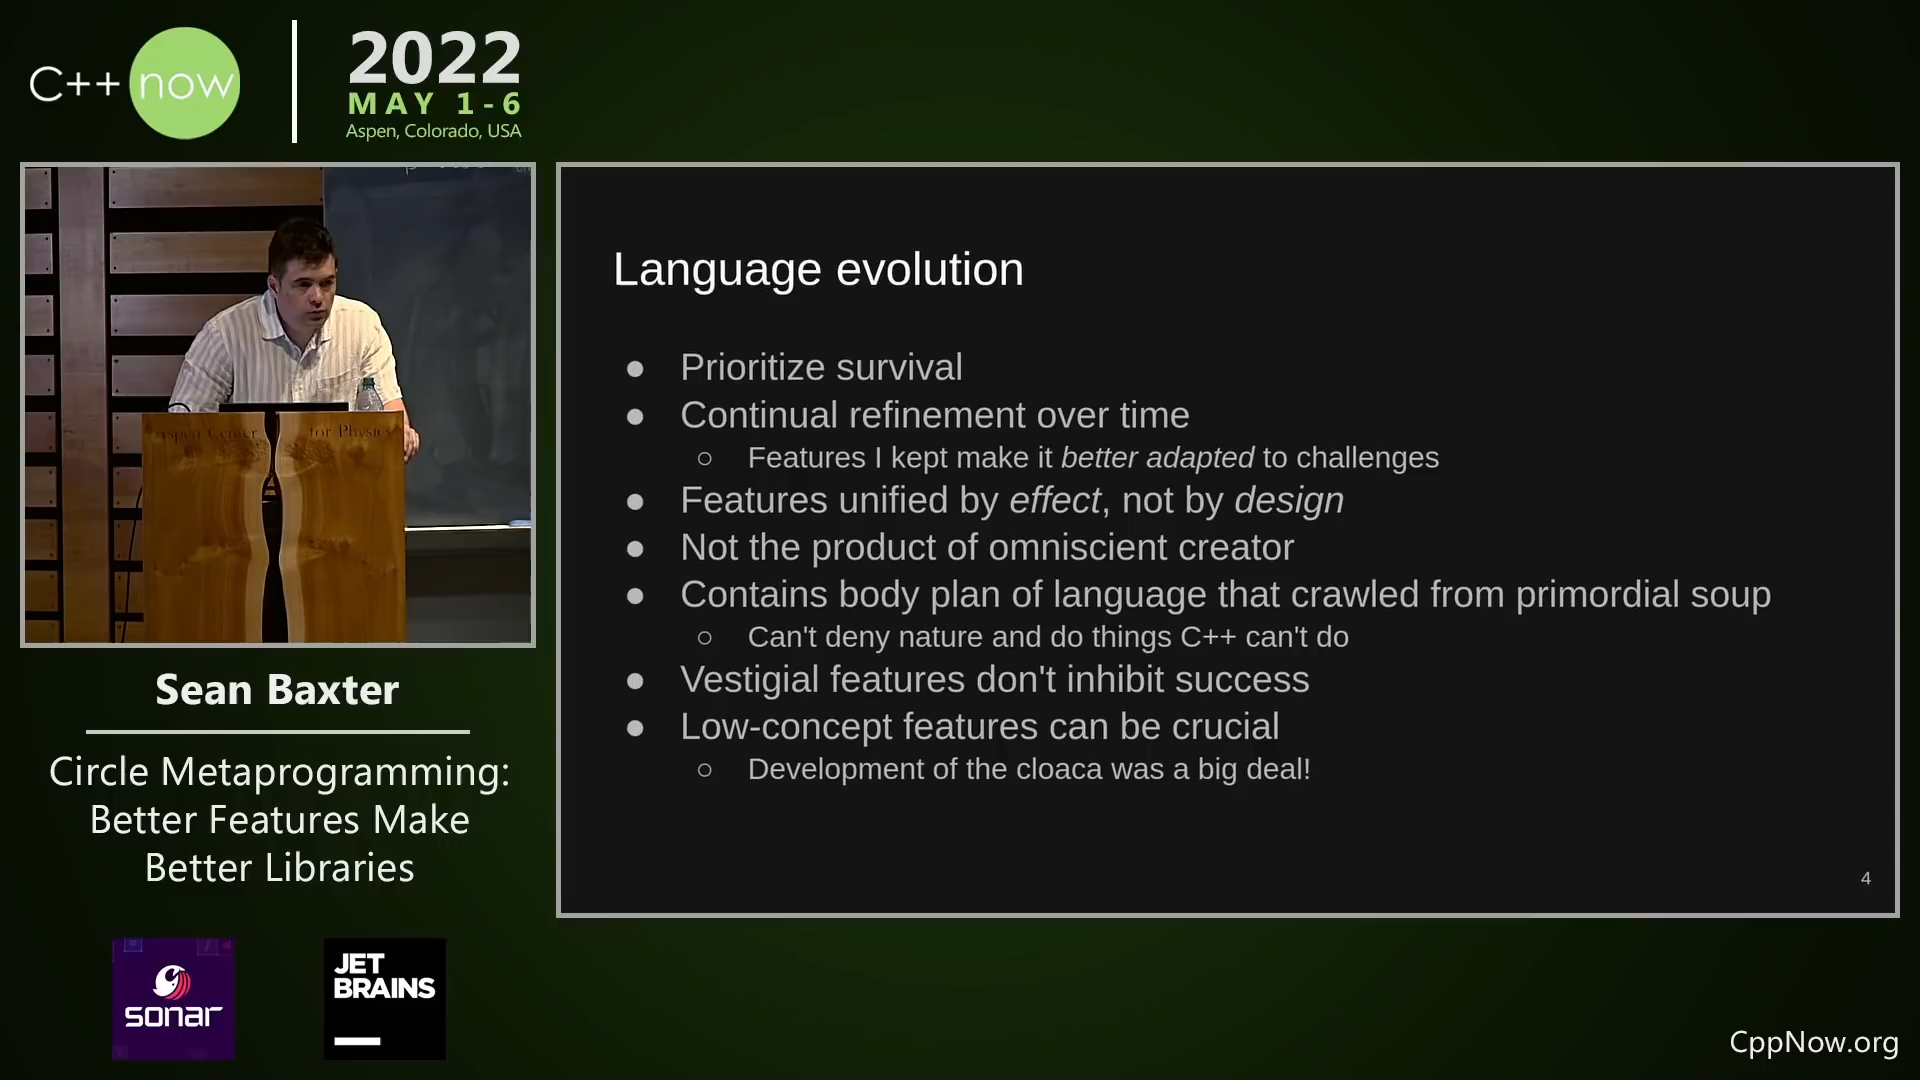 C++ now
2022
MAY 1-6
Aspen, Colorado, USA
Aspen Center for Physics
Sean Baxter
Circle Metaprogramming:
Better Features Make
Better Libraries
sonar
JET
BRAINS
Language evolution
● Prioritize survival
● Continual refinement over time
○ Features I kept make it better adapted to challenges
● Features unified by effect, not by design
● Not the product of omniscient creator
● Contains body plan of language that crawled from primordial soup
○ Can't deny nature and do things C++ can't do
● Vestigial features don't inhibit success
● Low-concept features can be crucial
○ Development of the cloaca was a big deal!
4
CppNow.org